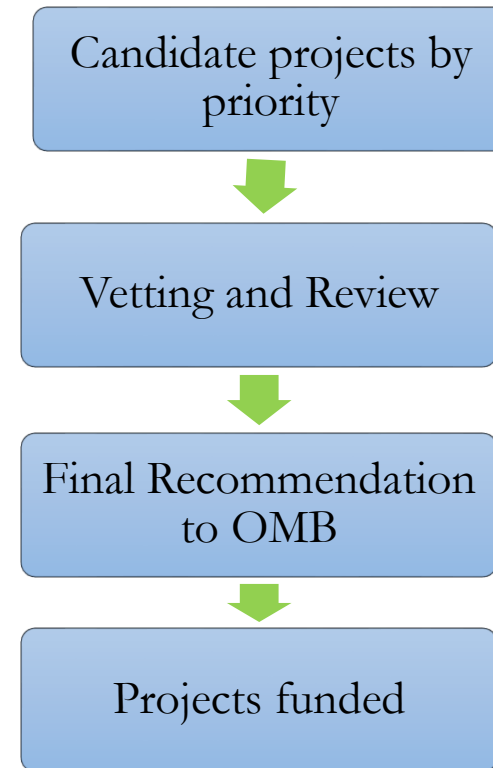 Candidate projects by
priority
Vetting and Review
Final Recommendation
to OMB
Projects funded